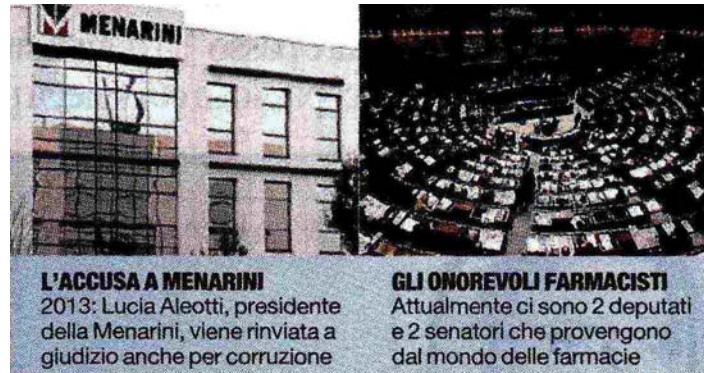 MENARINI
L'ACCUSA A MENARINI
2013: Lucia Aleotti, presidente
della Menarini, viene rinviata a
giudizio anche per corruzione
GLI ONOREVOLI FARMACISTI
Attualmente ci sono 2 deputati
e 2 senatori che provengono
dal mondo delle farmacie